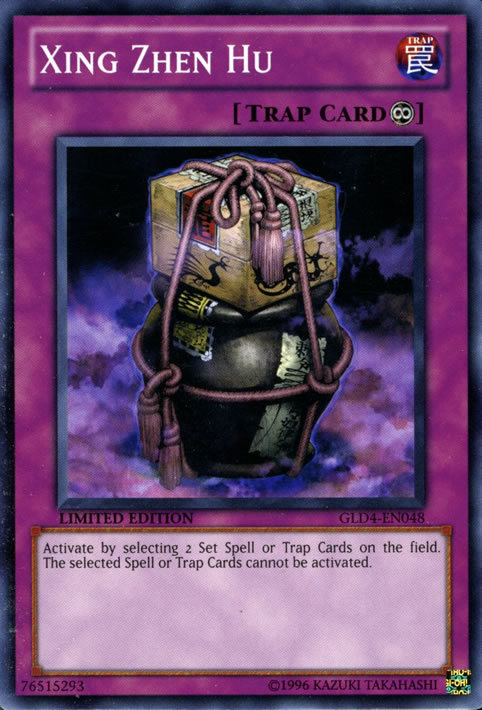 XING ZHEN HU
TRAP
罠
[TRAP CARD∞]
LIMITED EDITION
GLD4-EN048
Activate by selecting 2 Set Spell or Trap Cards on the field.
The selected Spell or Trap Cards cannot be activated.
76515293
©1996 KAZUKI TAKAHASHI